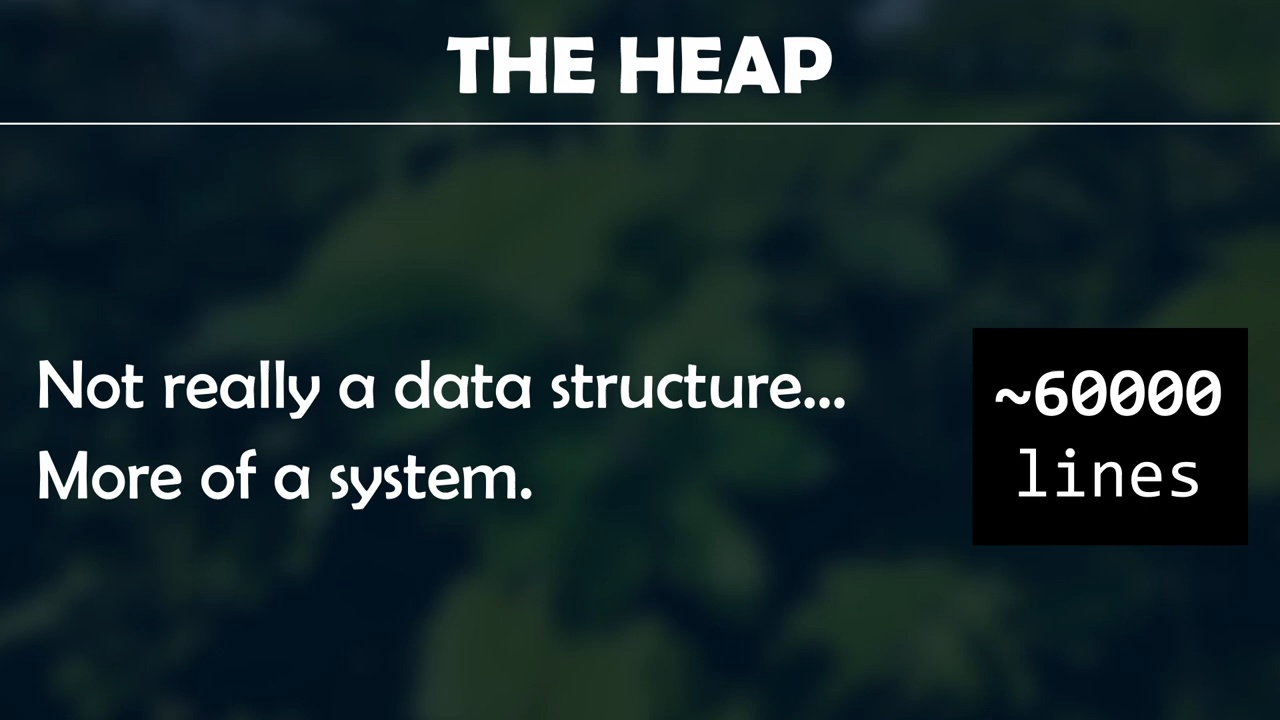 THE HEAP
Not really a data structure...
More of a system.
~60000
lines